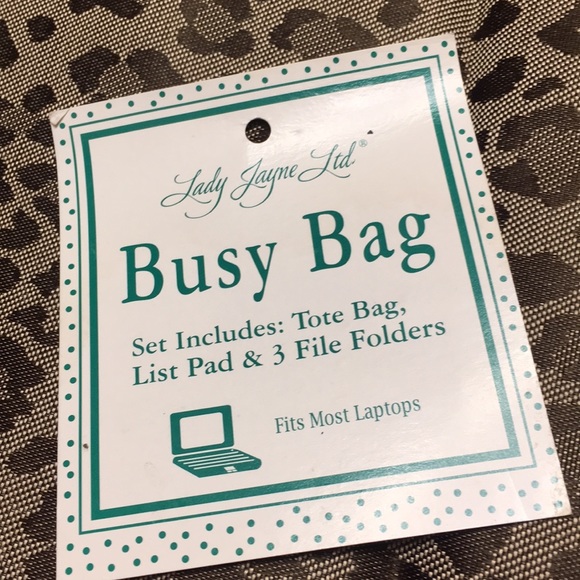 Lady Jayne Ltd.®
Busy Bag
Set Includes: Tote Bag,
List Pad & 3 File Folders
Fits Most Laptops